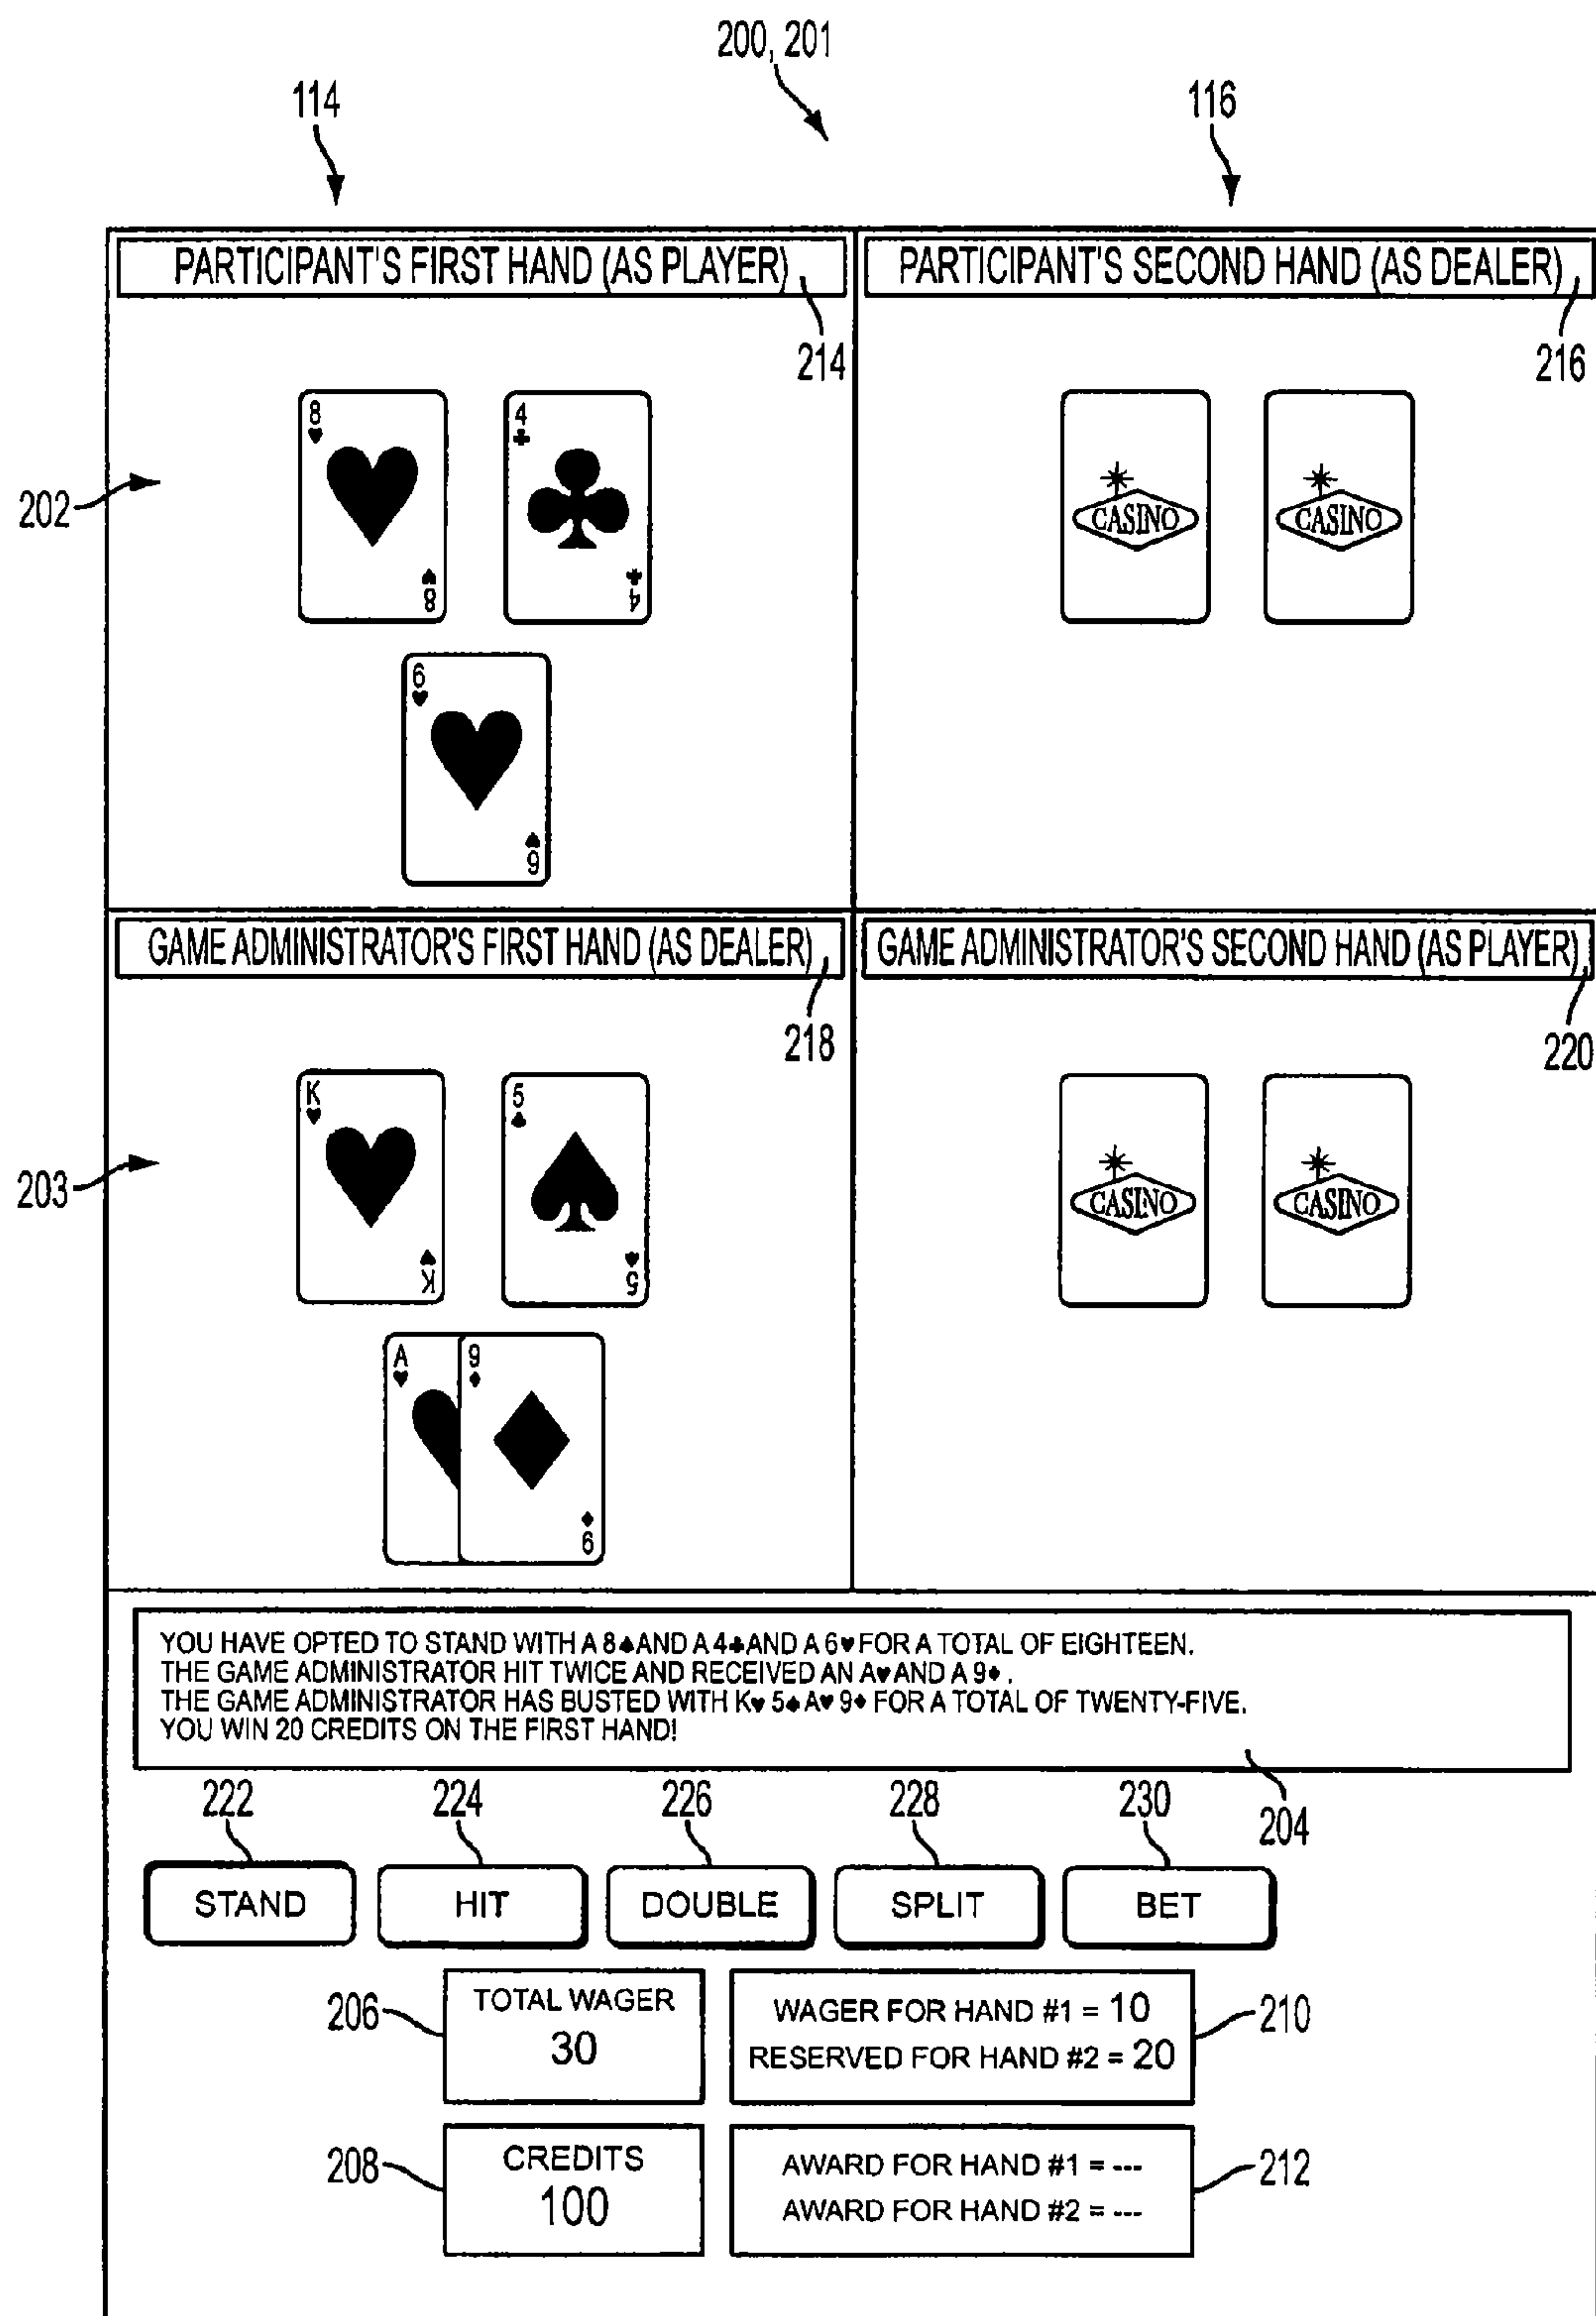 200, 201
114
116
PARTICIPANT'S FIRST HAND (AS PLAYER)
PARTICIPANT'S SECOND HAND (AS DEALER)
214
216
8♥
8♥
4♣
4♣
CASINO
CASINO
202
6♥
6♥
GAME ADMINISTRATOR'S FIRST HAND (AS DEALER)
GAME ADMINISTRATOR'S SECOND HAND (AS PLAYER)
218
220
K♥
K♥
5♠
5♠
CASINO
CASINO
203
A♥
9♦
9♦
YOU HAVE OPTED TO STAND WITH A 8♠ AND A 4♣ AND A 6♥ FOR A TOTAL OF EIGHTEEN.
THE GAME ADMINISTRATOR HIT TWICE AND RECEIVED AN A♥ AND A 9♦.
THE GAME ADMINISTRATOR HAS BUSTED WITH K♥ 5♠ A♥ 9♦ FOR A TOTAL OF TWENTY-FIVE.
YOU WIN 20 CREDITS ON THE FIRST HAND!
204
222
224
226
228
230
STAND
HIT
DOUBLE
SPLIT
BET
206
TOTAL WAGER
30
WAGER FOR HAND #1 = 10
RESERVED FOR HAND #2 = 20
210
208
CREDITS
100
AWARD FOR HAND #1 = ---
AWARD FOR HAND #2 = ---
212